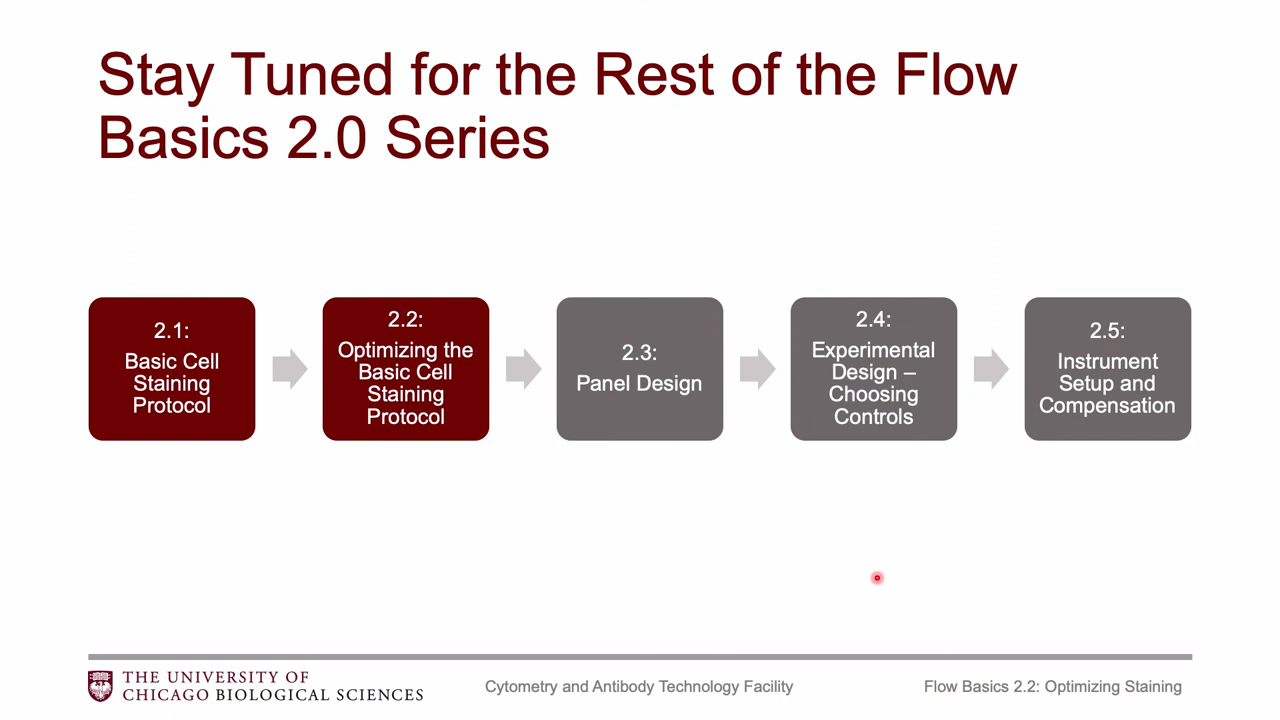 Stay Tuned for the Rest of the Flow
Basics 2.0 Series
2.1:
Basic Cell
Staining
Protocol
2.2:
Optimizing the
Basic Cell
Staining
Protocol
2.3:
Panel Design
2.4:
Experimental
Design –
Choosing
Controls
2.5:
Instrument
Setup and
Compensation
THE UNIVERSITY OF
CHICAGO BIOLOGICAL SCIENCES
Cytometry and Antibody Technology Facility
Flow Basics 2.2: Optimizing Staining